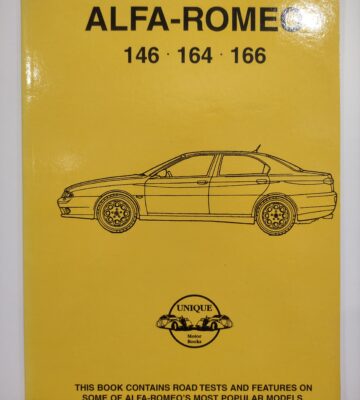 ALFA-ROMEO
146 · 164 · 166
UNIQUE
Motor
Books
THIS BOOK CONTAINS ROAD TESTS AND FEATURES ON
SOME OF ALFA-ROMEO'S MOST POPULAR MODELS